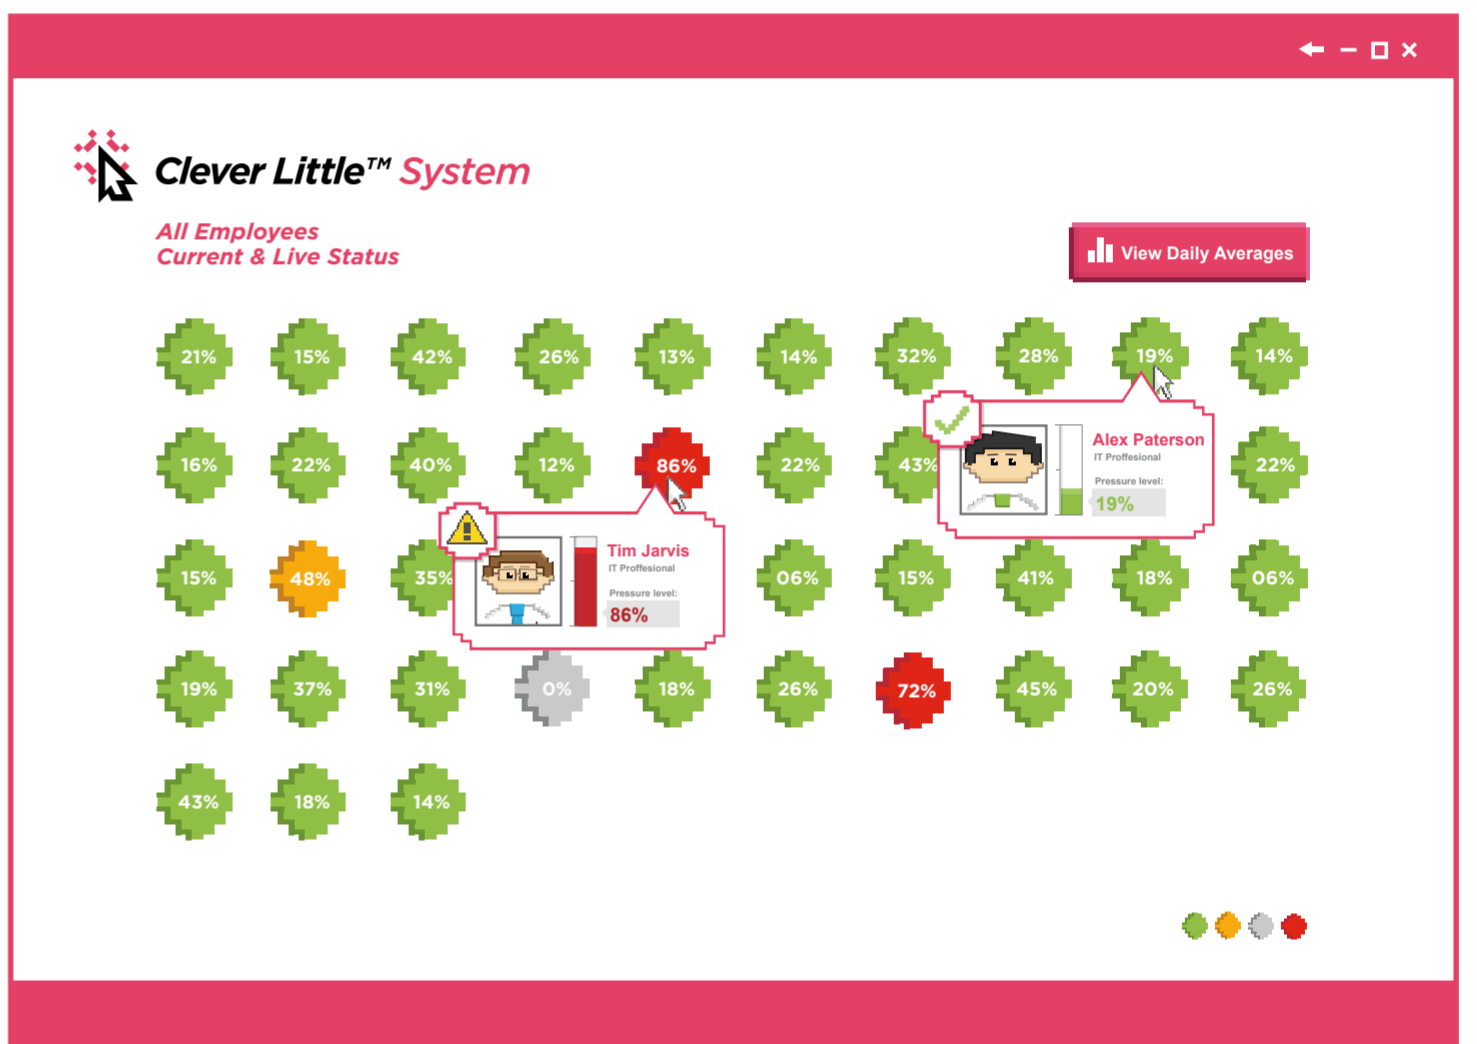 Clever Little™ System
All Employees
Current & Live Status
View Daily Averages
21% 15% 42% 26% 13% 14% 32% 28% 19% 14%
16% 22% 40% 12% 86% 22% 43% 22%
Alex Paterson
IT Proffesional
Pressure level:
19%
15% 48% 35% 06% 15% 41% 18% 06%
Tim Jarvis
IT Proffesional
Pressure level:
86%
19% 37% 31% 0% 18% 26% 72% 45% 20% 26%
43% 18% 14%